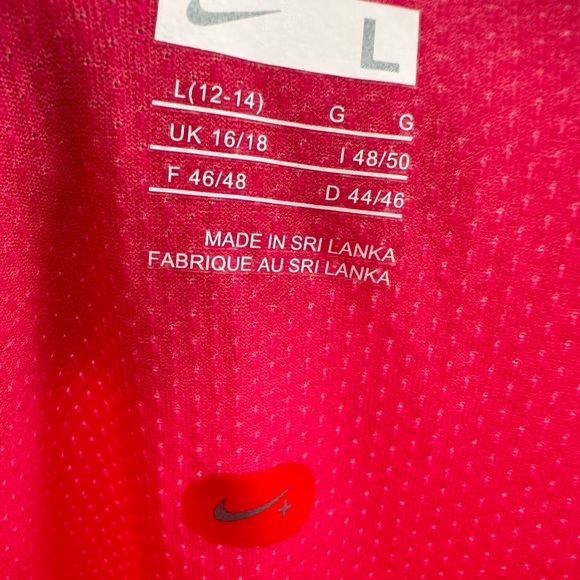 L
L(12-14) G G
UK 16/18 I 48/50
F 46/48 D 44/46
MADE IN SRI LANKA
FABRIQUE AU SRI LANKA